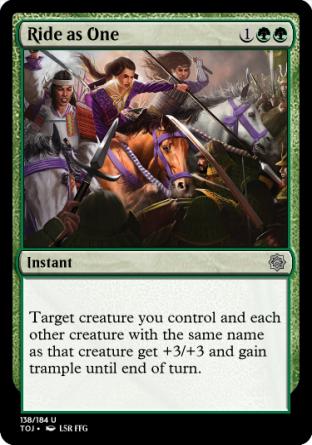 Ride as One 1
Instant
Target creature you control and each
other creature with the same name
as that creature get +3/+3 and gain
trample until end of turn.
138/184 U
TOJ • LSR FFG